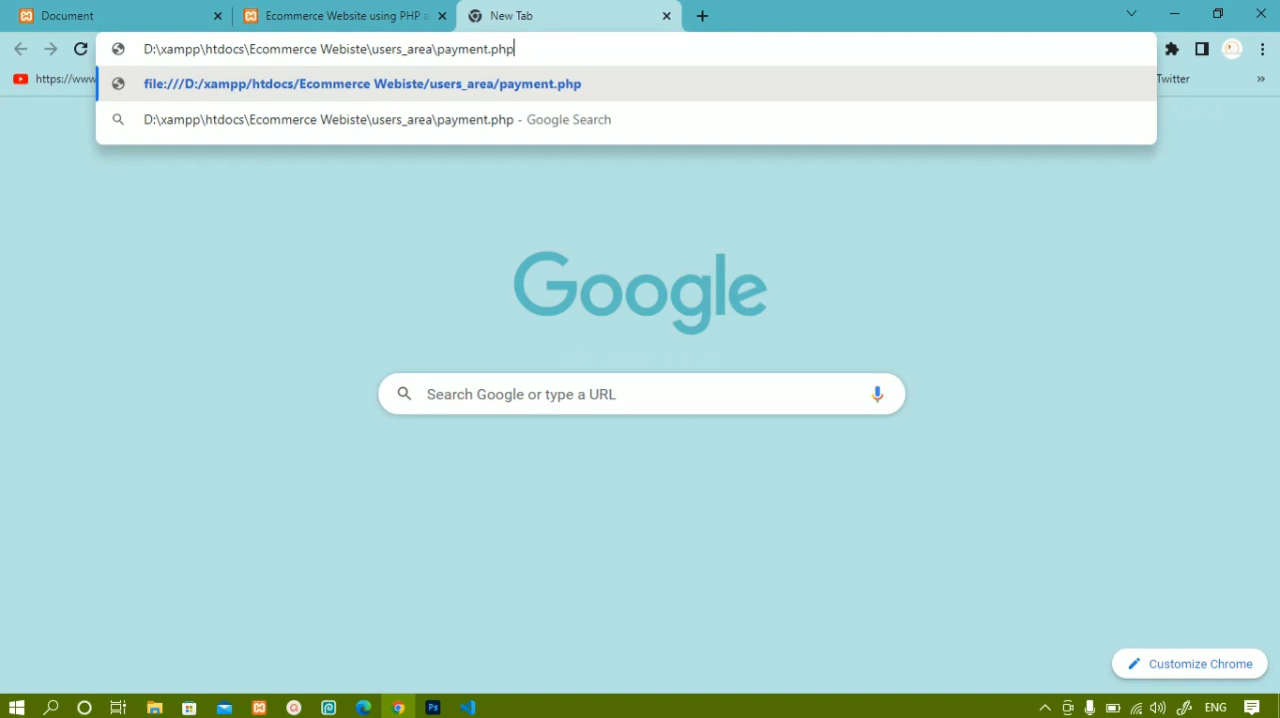 Document
Ecommerce Website using PHP a
New Tab
D:\xampp\htdocs\Ecommerce Webiste\users_area\payment.php
https://www
file:///D:/xampp/htdocs/Ecommerce Webiste/users_area/payment.php
Twitter
»
D:\xampp\htdocs\Ecommerce Webiste\users_area\payment.php - Google Search
Google
Search Google or type a URL
Customize Chrome
Ps
ENG